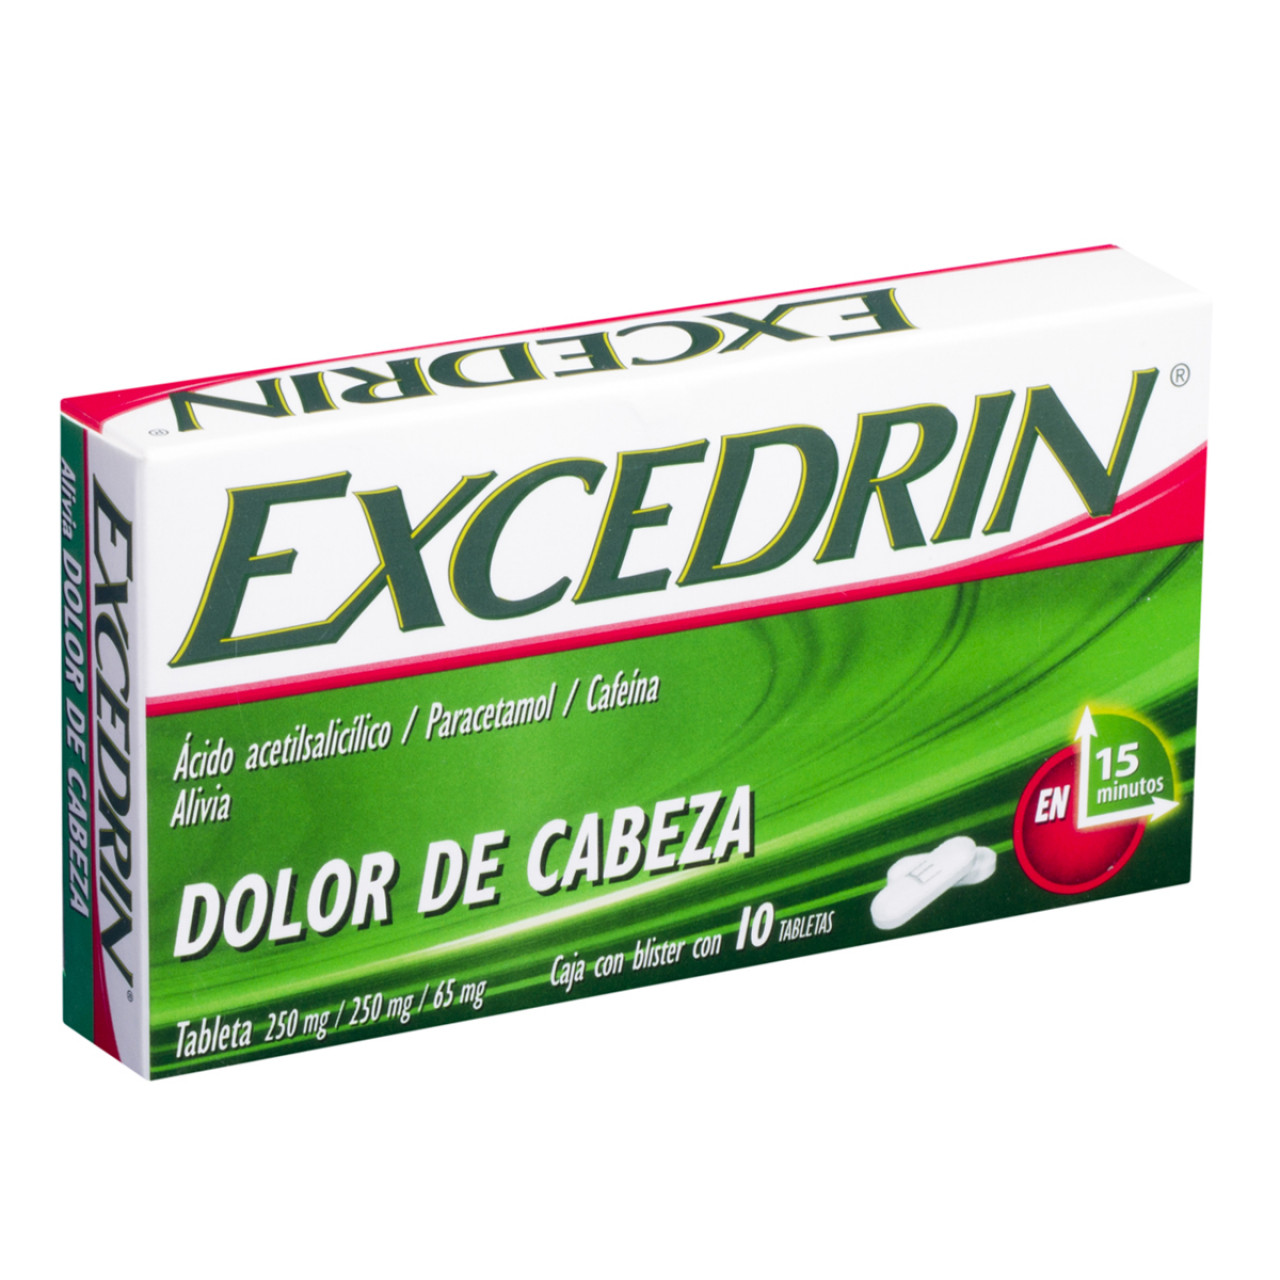 EXCEDRIN
®
EXCEDRIN
®
Ácido acetilsalicílico / Paracetamol / Cafeína
Alivia
DOLOR DE CABEZA
EN
15
minutos
Caja con blister con 10 TABLETAS
Tableta 250 mg / 250 mg / 65 mg
E
EXCEDRIN
®
Alivia DOLOR DE CABEZA